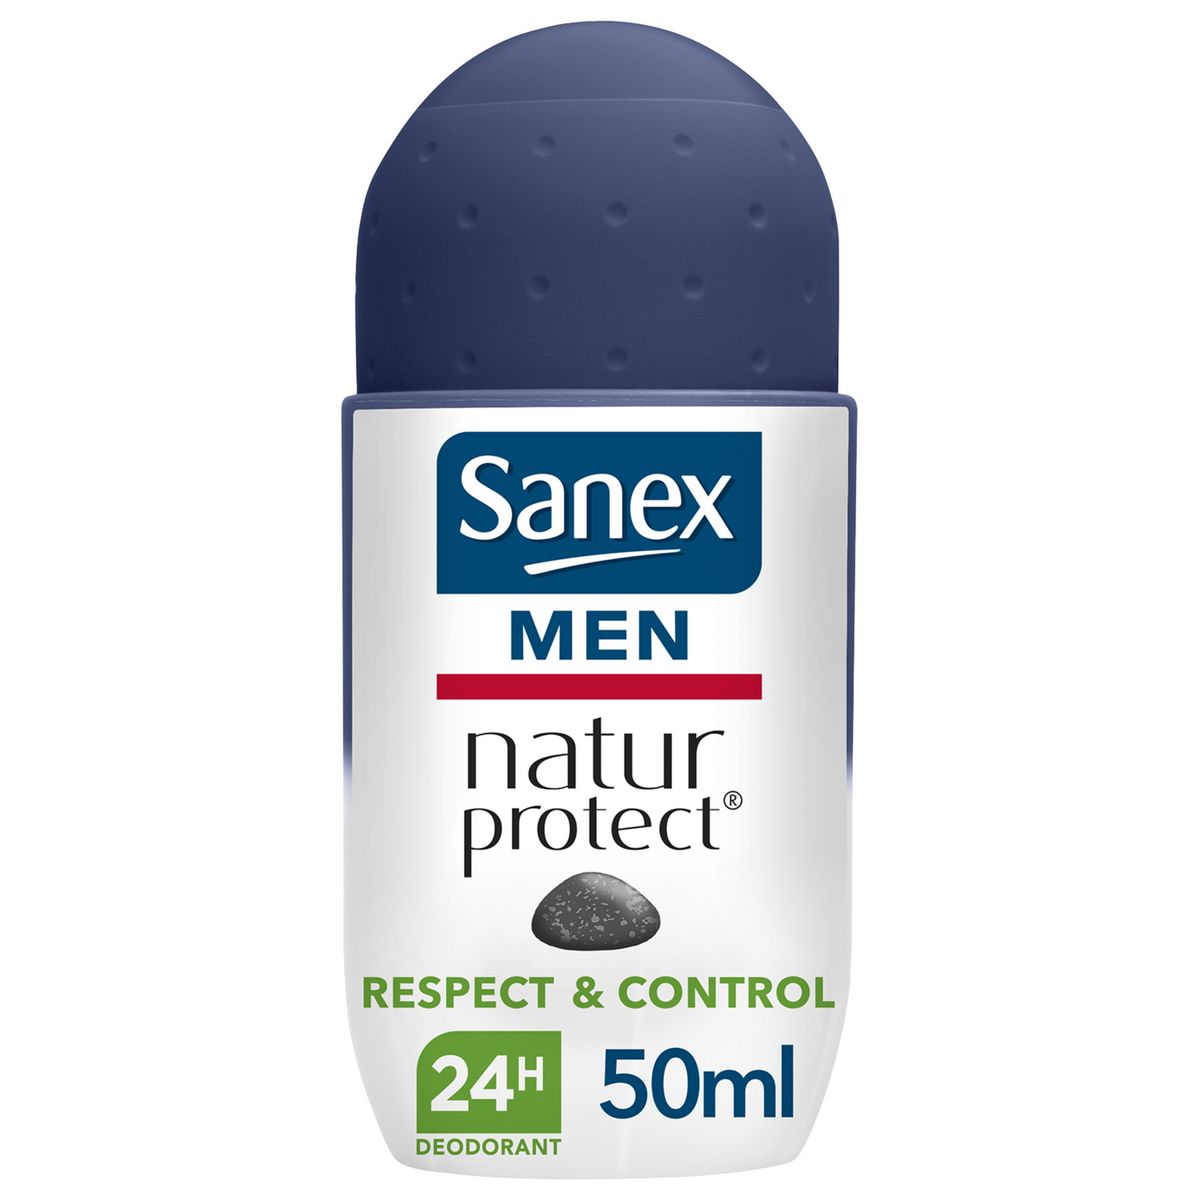 Sanex
MEN
natur
protect®
RESPECT & CONTROL
24H
DEODORANT
50ml